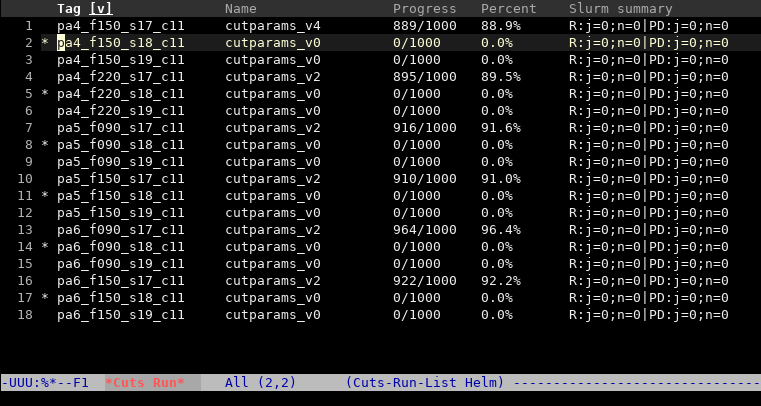 Tag [v] Name Progress Percent Slurm summary
1 pa4_f150_s17_c11 cutparams_v4 889/1000 88.9% R:j=0;n=0|PD:j=0;n=0
2 * pa4_f150_s18_c11 cutparams_v0 0/1000 0.0% R:j=0;n=0|PD:j=0;n=0
3 pa4_f150_s19_c11 cutparams_v0 0/1000 0.0% R:j=0;n=0|PD:j=0;n=0
4 pa4_f220_s17_c11 cutparams_v2 895/1000 89.5% R:j=0;n=0|PD:j=0;n=0
5 * pa4_f220_s18_c11 cutparams_v0 0/1000 0.0% R:j=0;n=0|PD:j=0;n=0
6 pa4_f220_s19_c11 cutparams_v0 0/1000 0.0% R:j=0;n=0|PD:j=0;n=0
7 pa5_f090_s17_c11 cutparams_v2 916/1000 91.6% R:j=0;n=0|PD:j=0;n=0
8 * pa5_f090_s18_c11 cutparams_v0 0/1000 0.0% R:j=0;n=0|PD:j=0;n=0
9 pa5_f090_s19_c11 cutparams_v0 0/1000 0.0% R:j=0;n=0|PD:j=0;n=0
10 pa5_f150_s17_c11 cutparams_v2 910/1000 91.0% R:j=0;n=0|PD:j=0;n=0
11 * pa5_f150_s18_c11 cutparams_v0 0/1000 0.0% R:j=0;n=0|PD:j=0;n=0
12 pa5_f150_s19_c11 cutparams_v0 0/1000 0.0% R:j=0;n=0|PD:j=0;n=0
13 pa6_f090_s17_c11 cutparams_v2 964/1000 96.4% R:j=0;n=0|PD:j=0;n=0
14 * pa6_f090_s18_c11 cutparams_v0 0/1000 0.0% R:j=0;n=0|PD:j=0;n=0
15 pa6_f090_s19_c11 cutparams_v0 0/1000 0.0% R:j=0;n=0|PD:j=0;n=0
16 pa6_f150_s17_c11 cutparams_v2 922/1000 92.2% R:j=0;n=0|PD:j=0;n=0
17 * pa6_f150_s18_c11 cutparams_v0 0/1000 0.0% R:j=0;n=0|PD:j=0;n=0
18 pa6_f150_s19_c11 cutparams_v0 0/1000 0.0% R:j=0;n=0|PD:j=0;n=0
-UUU:%*--F1 *Cuts Run* All (2,2) (Cuts-Run-List Helm) -------------------------------